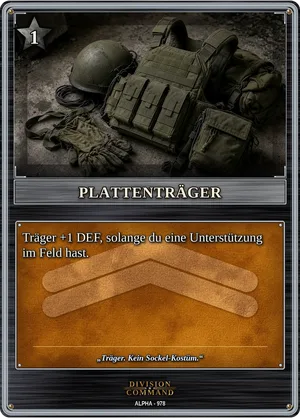 1
PLATTENTRÄGER
Träger +1 DEF, solange du eine Unterstützung
im Feld hast.
„Träger. Kein Sockel-Kostüm.“
DIVISION
COMMAND
ALPHA - 978